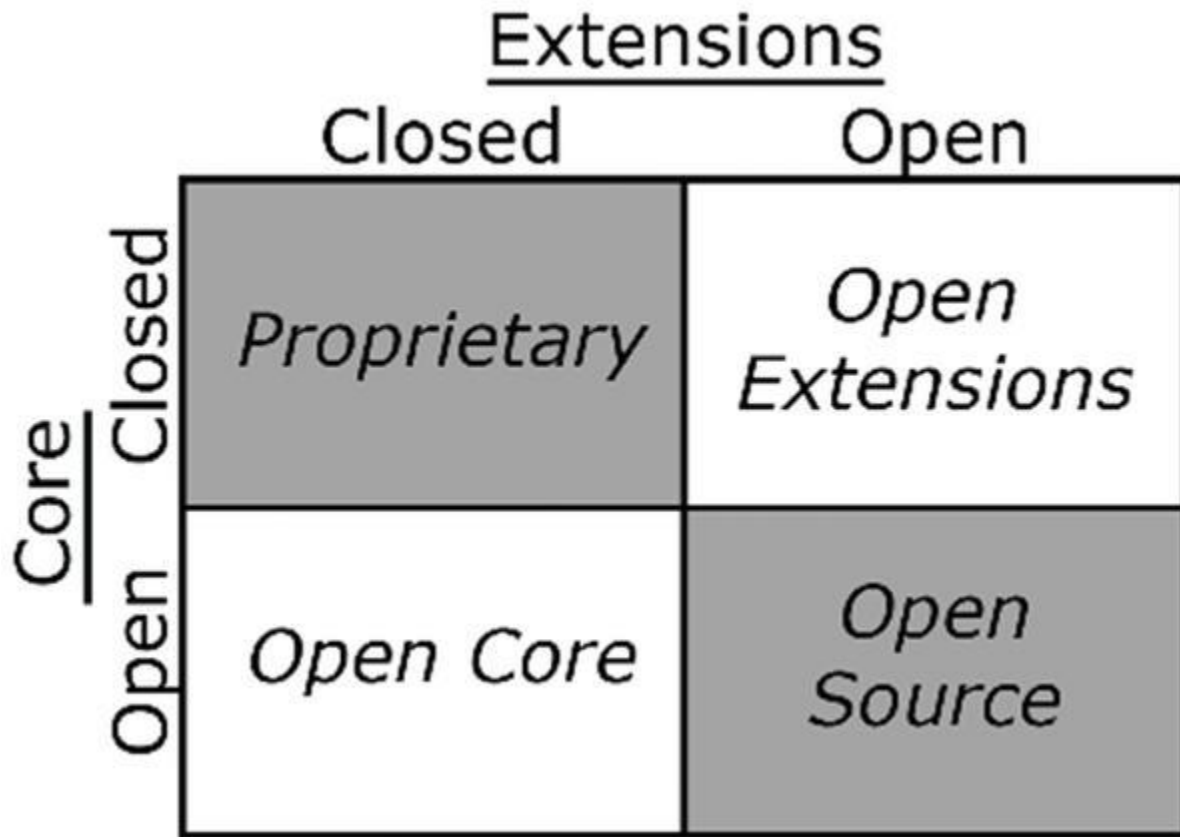 Extensions
Closed Open
Core
Closed
Proprietary
Open
Extensions
Open
Open Core
Open
Source